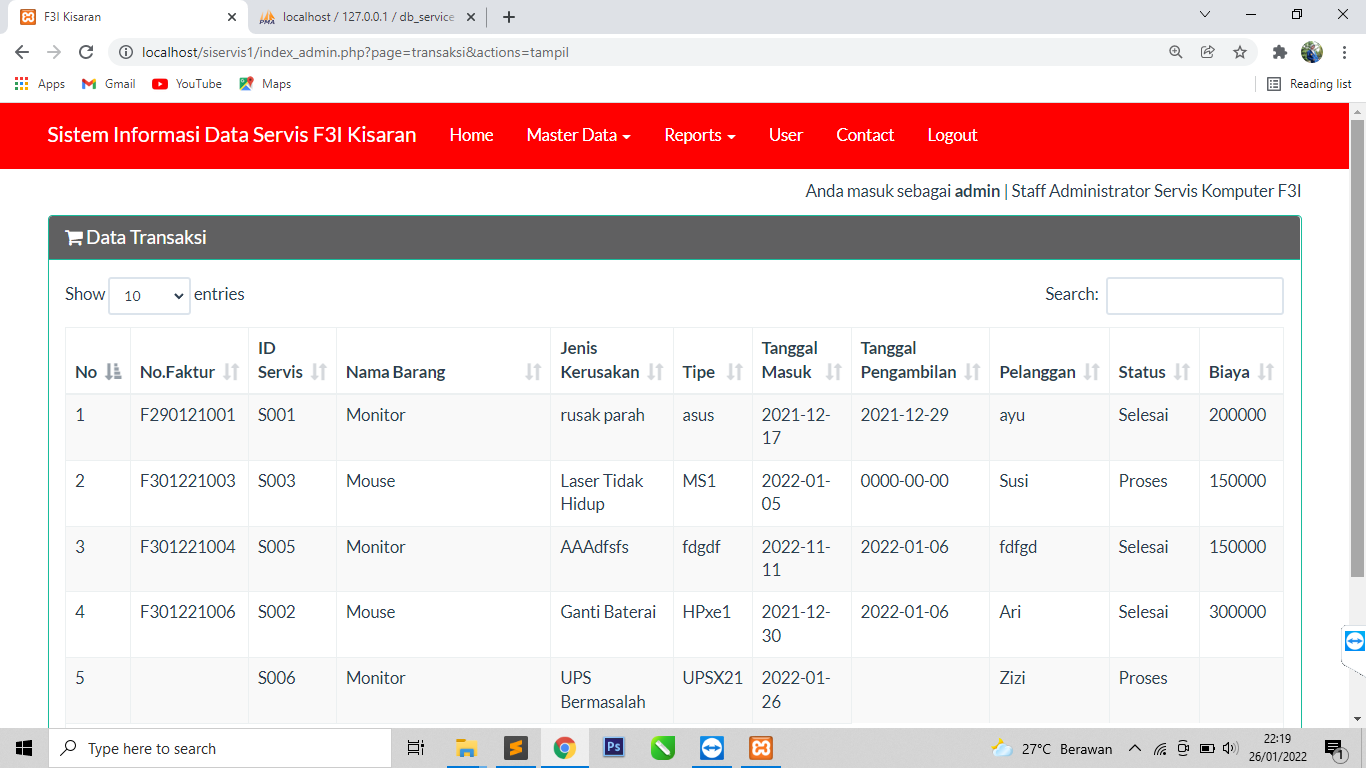 F3I Kisaran
localhost / 127.0.0.1 / db_service
localhost/siservis1/index_admin.php?page=transaksi&actions=tampil
Apps Gmail YouTube Maps Reading list
Sistem Informasi Data Servis F3I Kisaran Home Master Data Reports User Contact Logout
Anda masuk sebagai admin | Staff Administrator Servis Komputer F3I
Data Transaksi
Show 10 entries Search:
No No.Faktur ID Servis Nama Barang Jenis Kerusakan Tipe Tanggal Masuk Tanggal Pengambilan Pelanggan Status Biaya
1 F290121001 S001 Monitor rusak parah asus 2021-12-17 2021-12-29 ayu Selesai 200000
2 F301221003 S003 Mouse Laser Tidak Hidup MS1 2022-01-05 0000-00-00 Susi Proses 150000
3 F301221004 S005 Monitor AAAdfsfs fdgdf 2022-11-11 2022-01-06 fdfgd Selesai 150000
4 F301221006 S002 Mouse Ganti Baterai HPxe1 2021-12-30 2022-01-06 Ari Selesai 300000
5 S006 Monitor UPS Bermasalah UPSX21 2022-01-26 Zizi Proses
Type here to search
27°C Berawan
22:19
26/01/2022
1